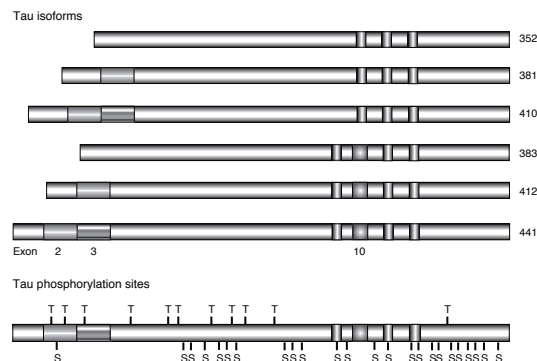 Tau isoforms
352
381
410
383
412
441
Exon 2 3 10
Tau phosphorylation sites
T T T T T T T T T T T
S SS S SSS SSS S S S S SS SS SS SSS S